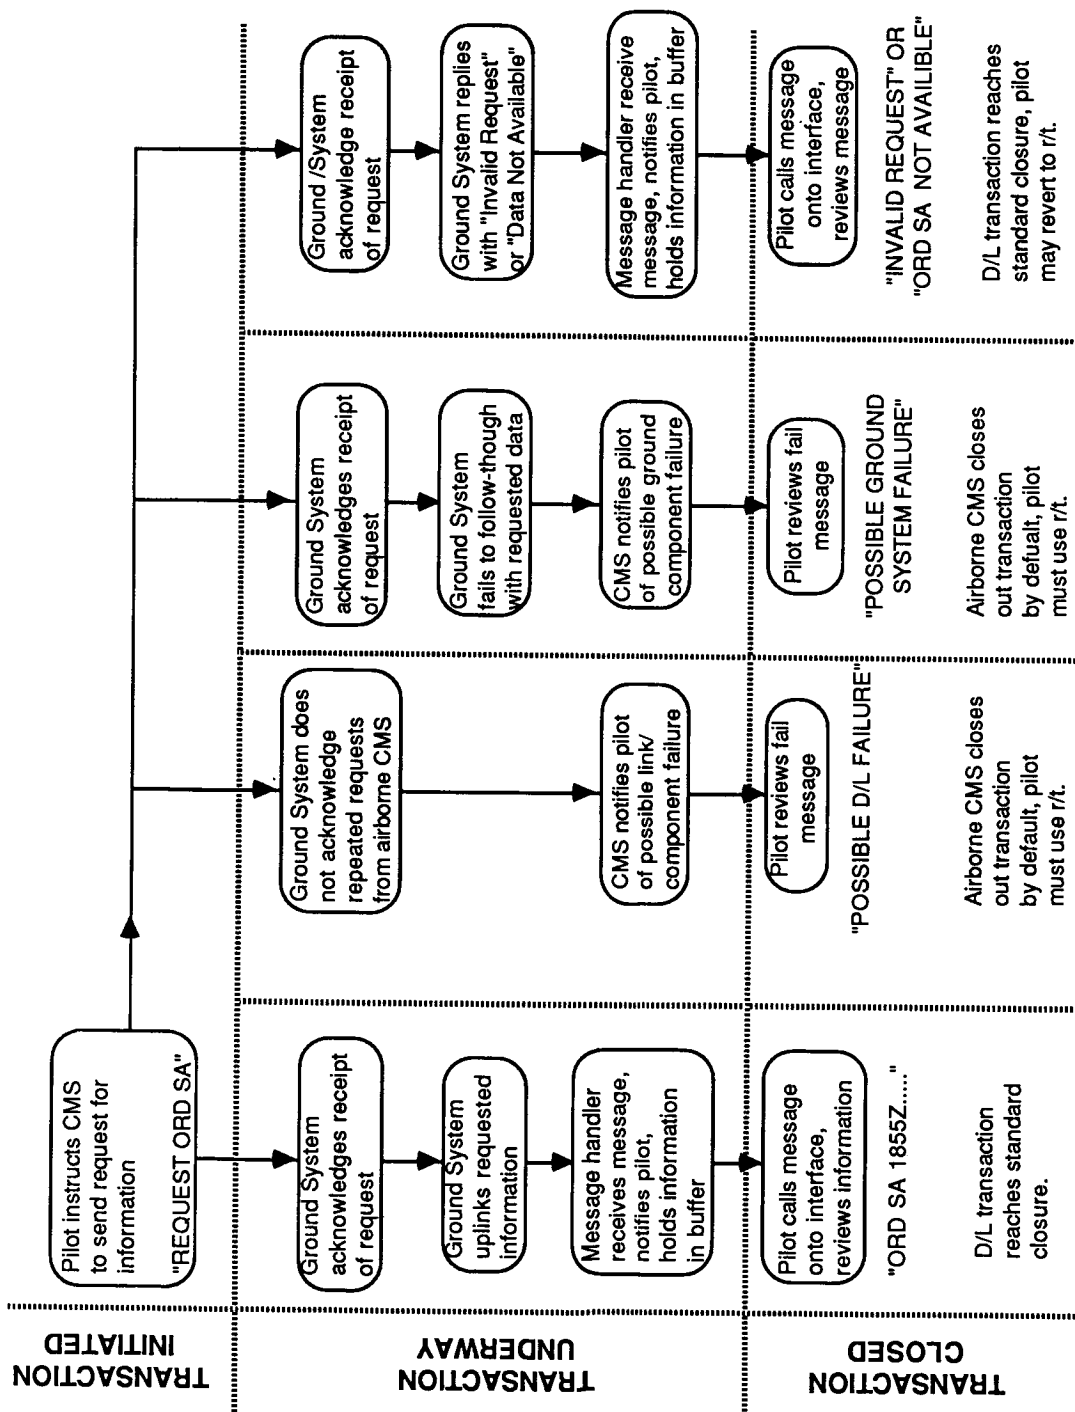 TRANSACTION
INITIATED
Pilot instructs CMS
to send request for
information
"REQUEST ORD SA"
TRANSACTION
UNDERWAY
Ground System
acknowledges receipt
of request
Ground System
uplinks requested
information
Message handler
receives message,
notifies pilot,
holds information
in buffer
Ground System does
not acknowledge
repeated requests
from airborne CMS
CMS notifies pilot
of possible link/
component failure
Ground System
acknowledges receipt
of request
Ground System
fails to follow-though
with requested data
CMS notifies pilot
of possible ground
component failure
Ground /System
acknowledge receipt
of request
Ground System replies
with "Invalid Request"
or "Data Not Available"
Message handler receive
message, notifies pilot,
holds information in buffer
TRANSACTION
CLOSED
Pilot calls message
onto interface,
reviews information
"ORD SA 1855Z....."
D/L transaction
reaches standard
closure.
Pilot reviews fail
message
"POSSIBLE D/L FAILURE"
Airborne CMS closes
out transaction
by default, pilot
must use r/t.
Pilot reviews fail
message
"POSSIBLE GROUND
SYSTEM FAILURE"
Airborne CMS closes
out transaction
by defualt, pilot
must use r/t.
Pilot calls message
onto interface,
reviews message
"INVALID REQUEST" OR
"ORD SA NOT AVAILIBLE"
D/L transaction reaches
standard closure, pilot
may revert to r/t.